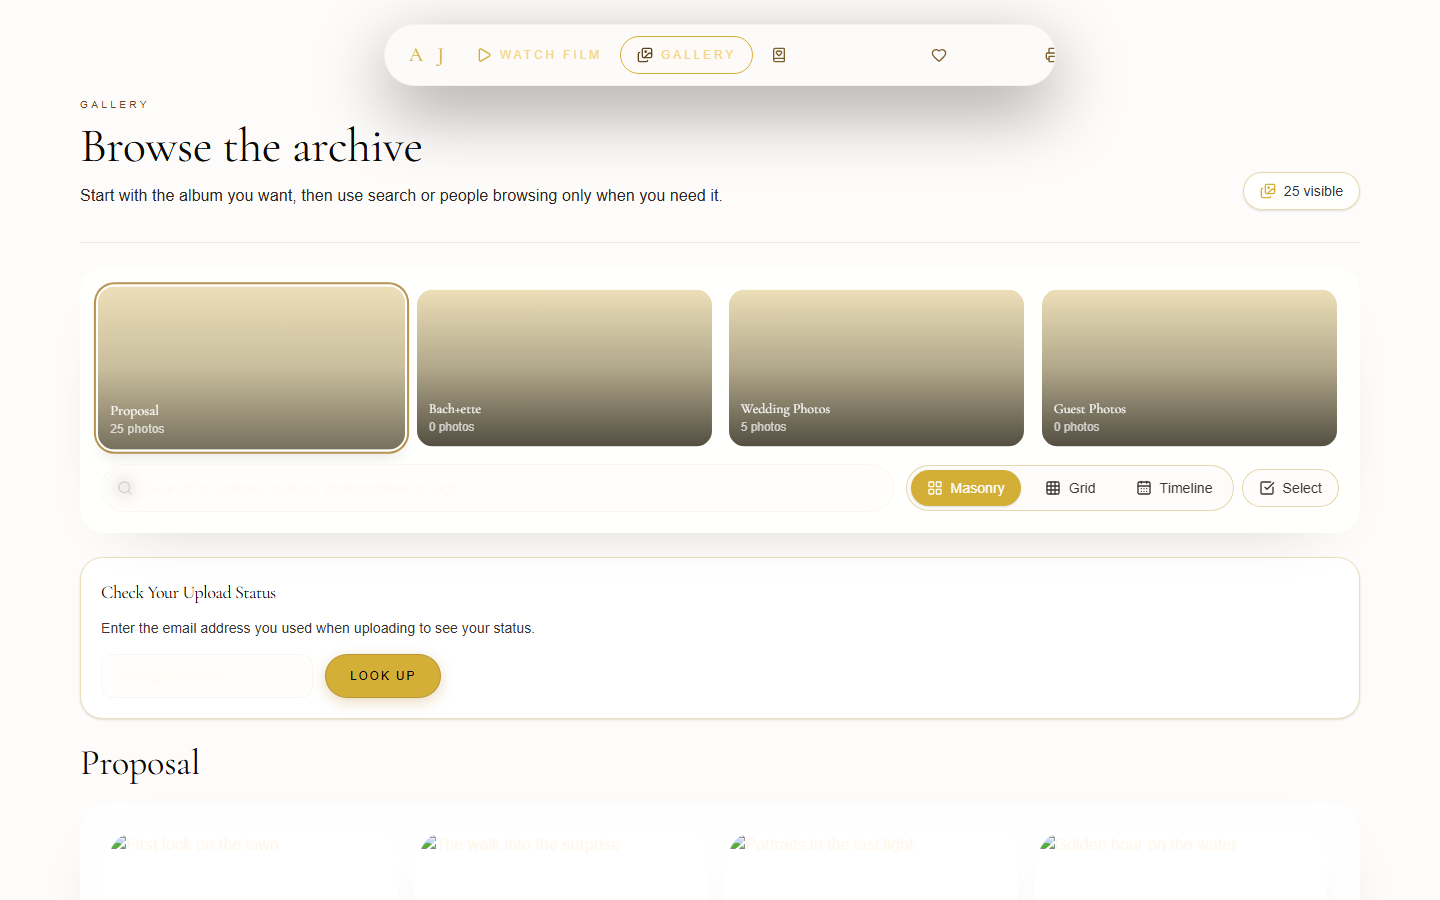 A J
WATCH FILM
GALLERY
GALLERY
Browse the archive
Start with the album you want, then use search or people browsing only when you need it.
25 visible
Proposal
25 photos
Bach+ette
0 photos
Wedding Photos
5 photos
Guest Photos
0 photos
Masonry
Grid
Timeline
Select
Check Your Upload Status
Enter the email address you used when uploading to see your status.
LOOK UP
Proposal
First look on the lawn
The walk into the surprise
Portraits in the last light
Golden hour on the water